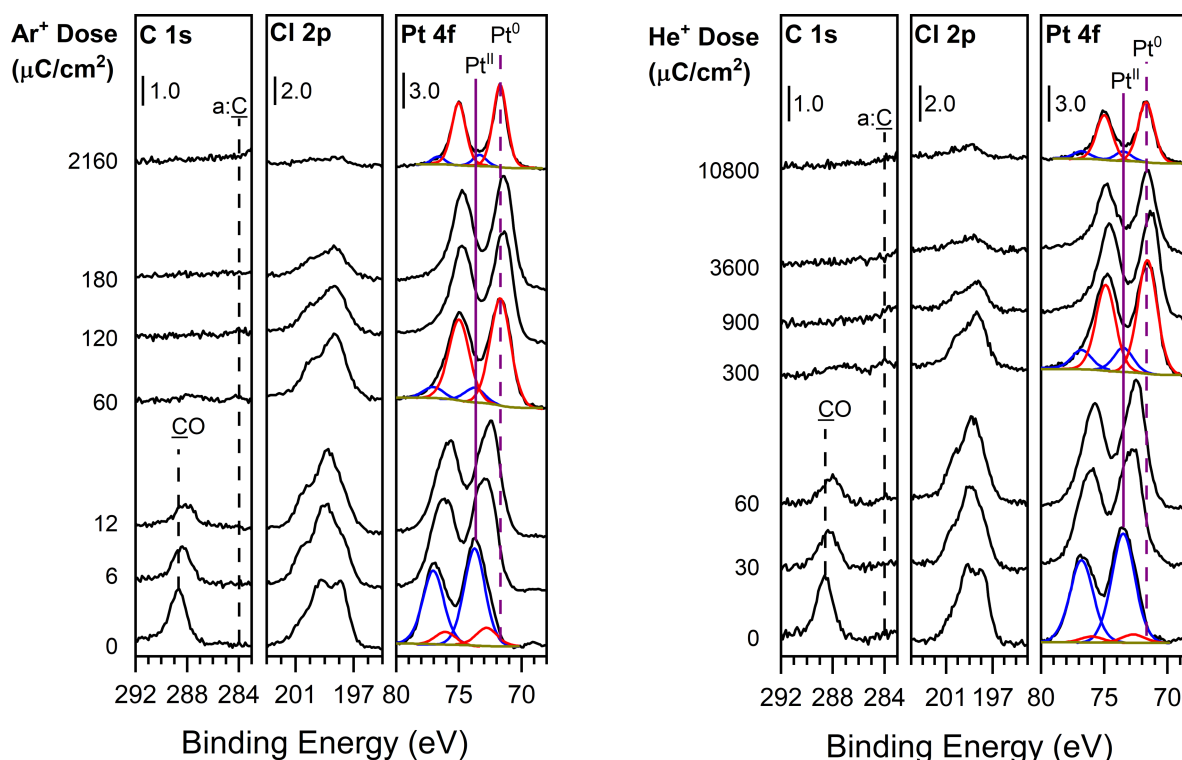 Ar⁺ Dose
(μC/cm²)
C 1s
Cl 2p
Pt 4f
Pt⁰
Ptᴵᴵ
1.0
2.0
3.0
a:C
2160
180
120
60
CO
12
6
0
292 288 284
201 197
80 75 70
Binding Energy (eV)
He⁺ Dose
(μC/cm²)
C 1s
Cl 2p
Pt 4f
Pt⁰
Ptᴵᴵ
1.0
2.0
3.0
a:C
10800
3600
900
300
CO
60
30
0
292 288 284
201 197
80 75 70
Binding Energy (eV)